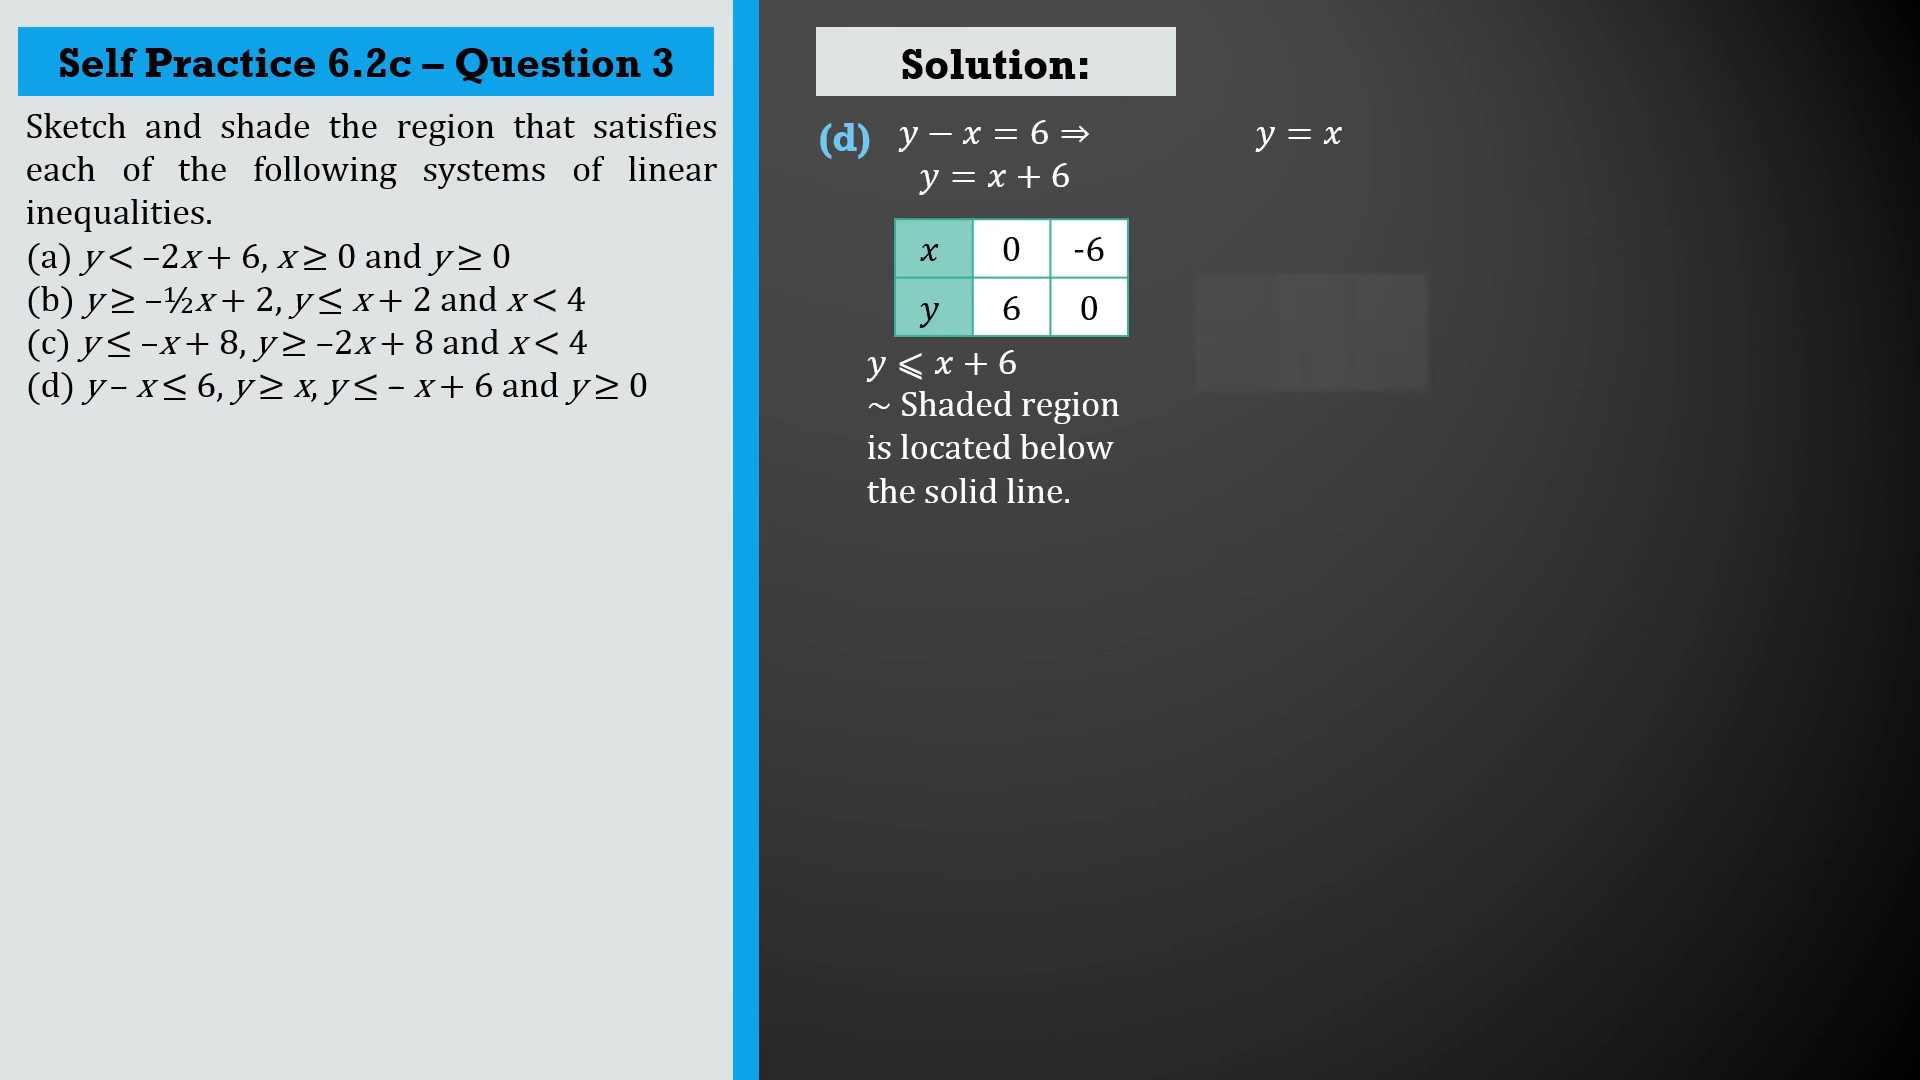 Self Practice 6.2c – Question 3
Sketch and shade the region that satisfies
each of the following systems of linear
inequalities.
(a) y < –2x + 6, x ≥ 0 and y ≥ 0
(b) y ≥ –½x + 2, y ≤ x + 2 and x < 4
(c) y ≤ –x + 8, y ≥ –2x + 8 and x < 4
(d) y – x ≤ 6, y ≥ x, y ≤ – x + 6 and y ≥ 0
Solution:
(d) y − x = 6 ⇒
y = x + 6
x 0 -6
y 6 0
y ⩽ x + 6
~ Shaded region
is located below
the solid line.
y = x